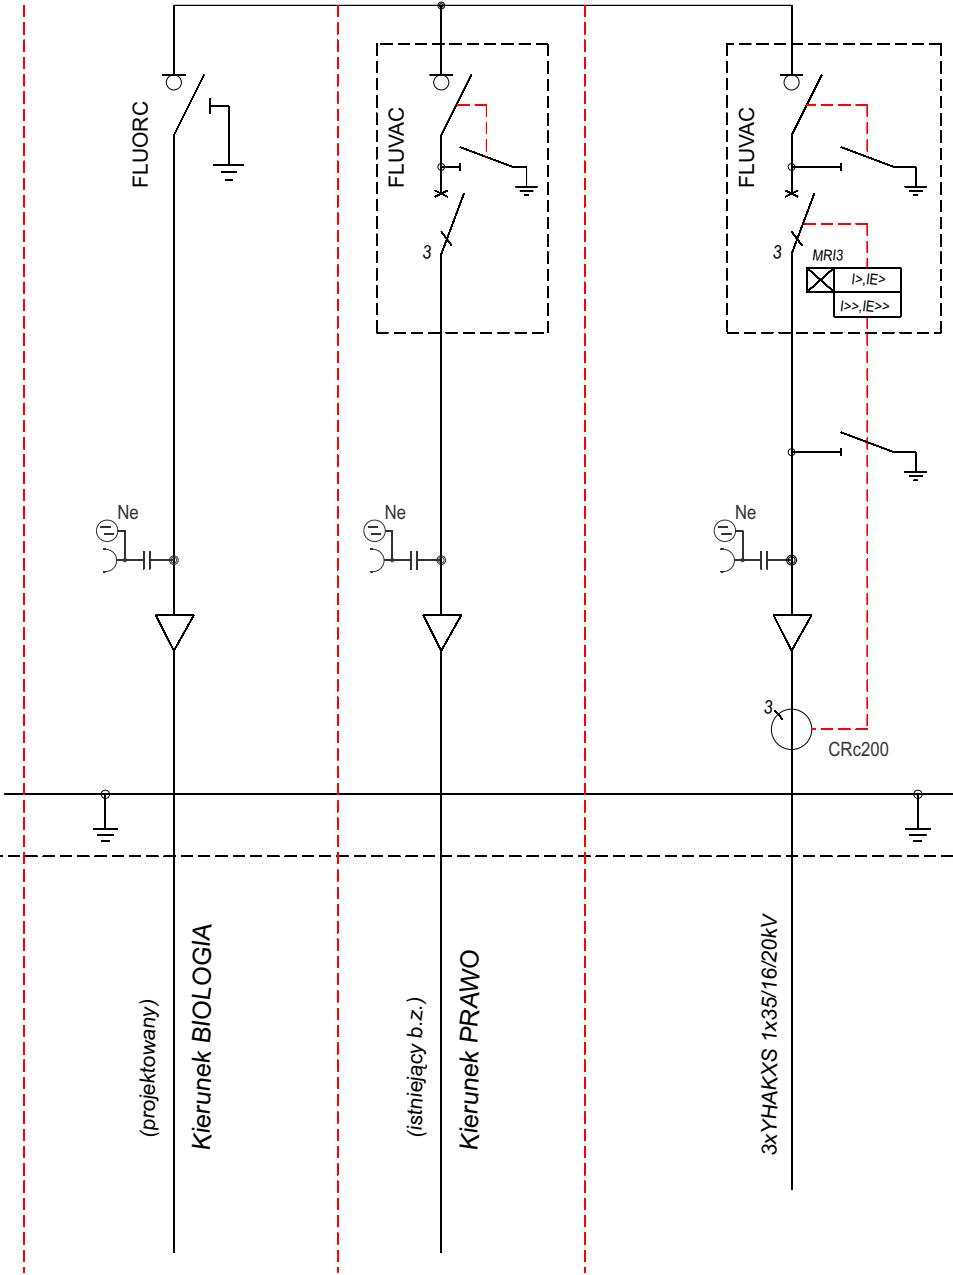 FLUORC
FLUVAC
FLUVAC
3
3
MRI3
I>,IE>
I>>,IE>>
Ne
Ne
Ne
3
CRc200
(projektowany)
Kierunek BIOLOGIA
(istniejący b.z.)
Kierunek PRAWO
3xYHAKXS 1x35/16/20kV